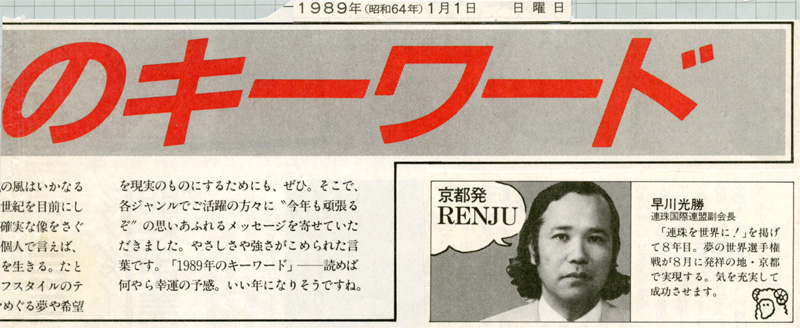 1989年(昭和64年)1月1日 日曜日
のキーワード
の風はいかなる
世紀を目前にし
確実な像をさぐ
個人で言えば、
を生きる。たと
フスタイルのテ
めぐる夢や希望
を現実のものにするためにも、ぜひ。そこで、
各ジャンルでご活躍の方々に〝今年も頑張る
ぞ〟の思いあふれるメッセージを寄せていた
だきました。やさしさや強さがこめられた言
葉です。「1989年のキーワード」――読めば
何やら幸運の予感。いい年になりそうですね。
京都発
RENJU
早川光勝
連珠国際連盟副会長
「連珠を世界に!」を掲げ
て8年目。夢の世界選手権
戦が8月に発祥の地・京都
で実現する。気を充実して
成功させます。